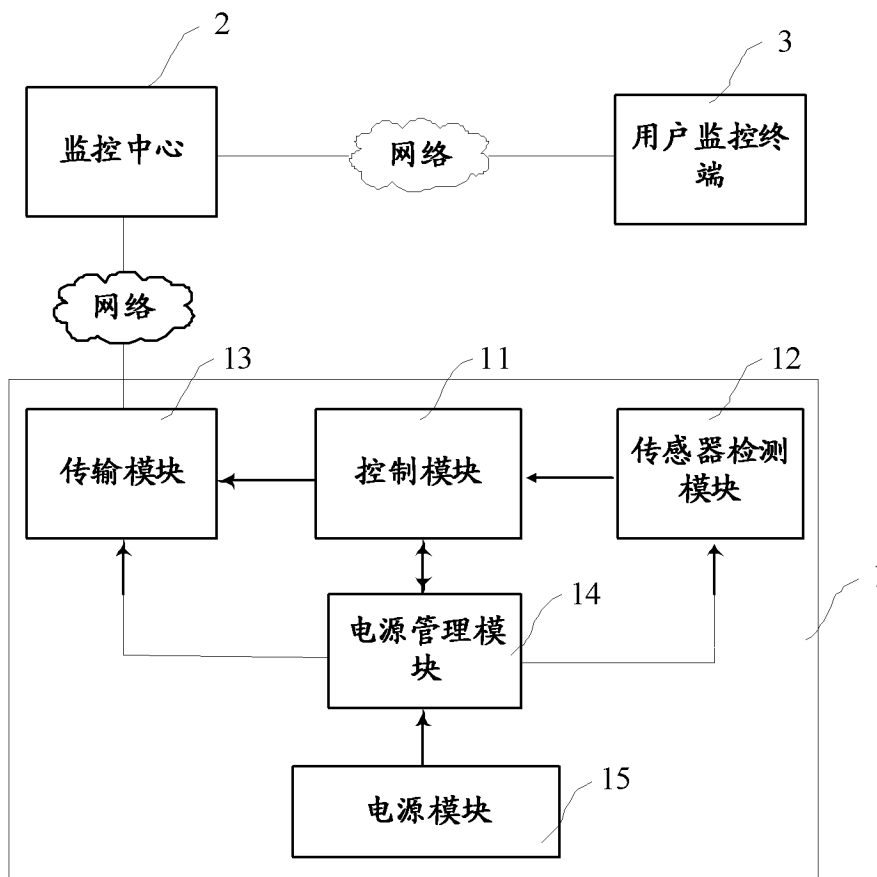 2
3
监控中心
网络
用户监控终
端
网络
13
11
12
传输模块
控制模块
传感器检测
模块
14
电源管理模
块
15
电源模块